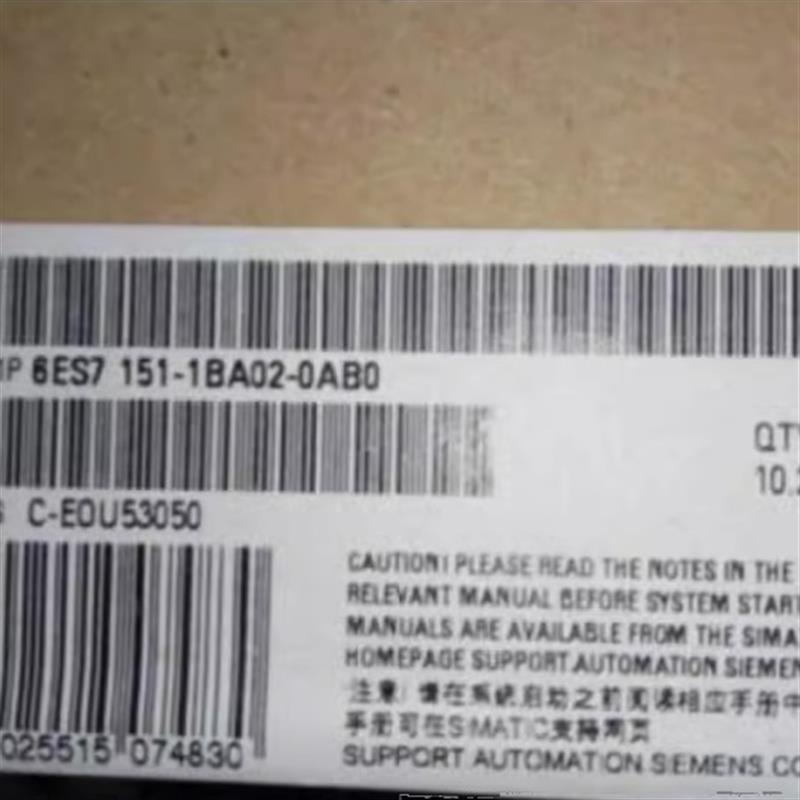 1P 6ES7 151-1BA02-0AB0
QTY
S C-E0U53050
10.
CAUTION! PLEASE READ THE NOTES IN THE
RELEVANT MANUAL BEFORE SYSTEM START
MANUALS ARE AVAILABLE FROM THE SIMA
HOMEPAGE SUPPORT.AUTOMATION.SIEMEN
注意! 请在系统启动之前阅读相应手册中
手册可在SIMATIC支持网页
SUPPORT.AUTOMATION.SIEMENS.CO
025515 074830